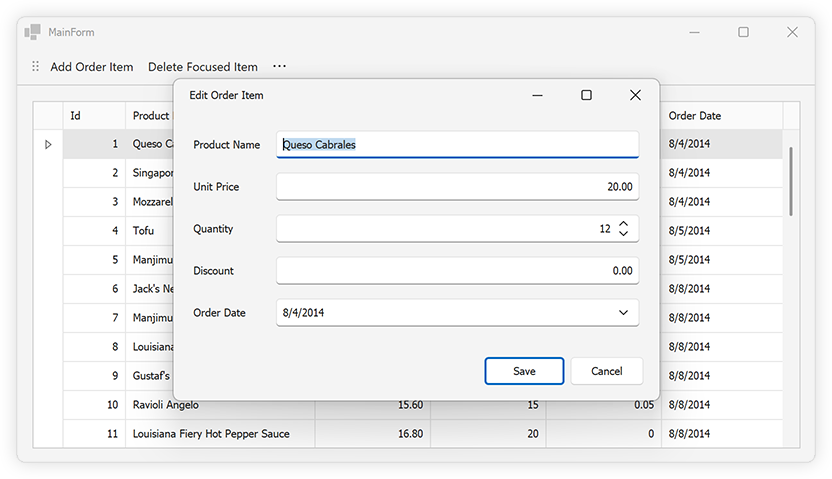 MainForm
Add Order Item Delete Focused Item ...
Edit Order Item
Id Product Order Date
Product Name Queso Cabrales
Unit Price 20.00
Quantity 12
Discount 0.00
Order Date 8/4/2014
Save Cancel
1 Queso 8/4/2014
2 Singapor 8/4/2014
3 Mozzarel 8/4/2014
4 Tofu 8/5/2014
5 Manjimu 8/5/2014
6 Jack's Ne 8/8/2014
7 Manjimu 8/8/2014
8 Louisiana 8/8/2014
9 Gustaf's 8/8/2014
10 Ravioli Angelo 15.60 15 0.05 8/8/2014
11 Louisiana Fiery Hot Pepper Sauce 16.80 20 0 8/8/2014